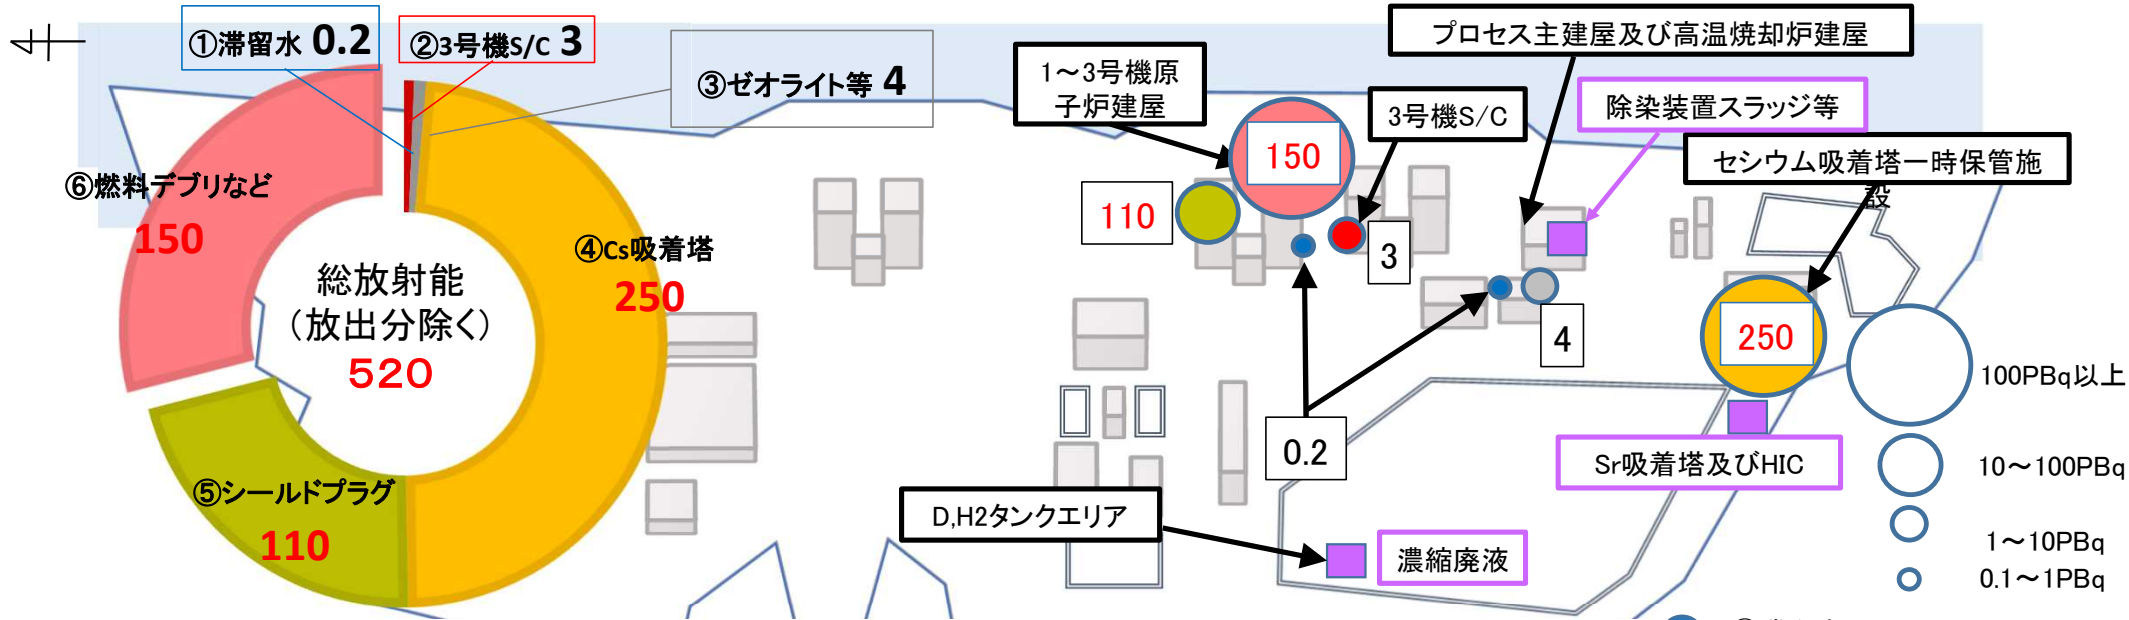 ①滞留水 0.2
②3号機S/C 3
③ゼオライト等 4
⑥燃料デブリなど
150
④Cs吸着塔
250
総放射能
（放出分除く）
520
⑤シールドプラグ
110
プロセス主建屋及び高温焼却炉建屋
1～3号機原
子炉建屋
3号機S/C
除染装置スラッジ等
セシウム吸着塔一時保管施
設
150
110
3
4
250
0.2
Sr吸着塔及びHIC
D,H2タンクエリア
濃縮廃液
100PBq以上
10～100PBq
1～10PBq
0.1～1PBq